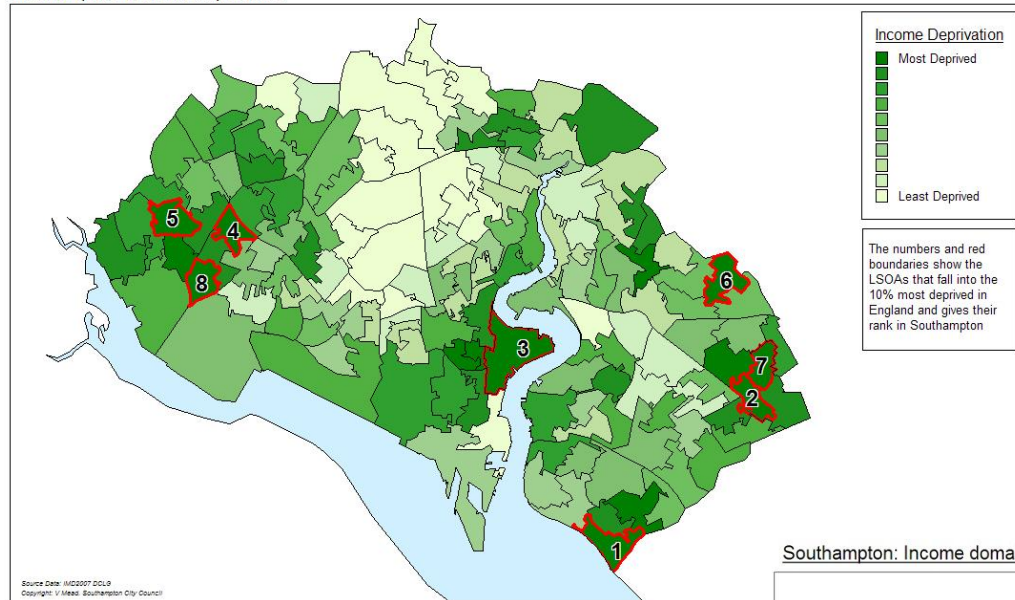 Income Deprivation
Most Deprived
Least Deprived
The numbers and red
boundaries show the
LSOAs that fall into the
10% most deprived in
England and gives their
rank in Southampton
5
4
8
6
3
7
2
1
Southampton: Income doma
Source Data: IMD2007 DCLG
Copyright: V Mead, Southampton City Council